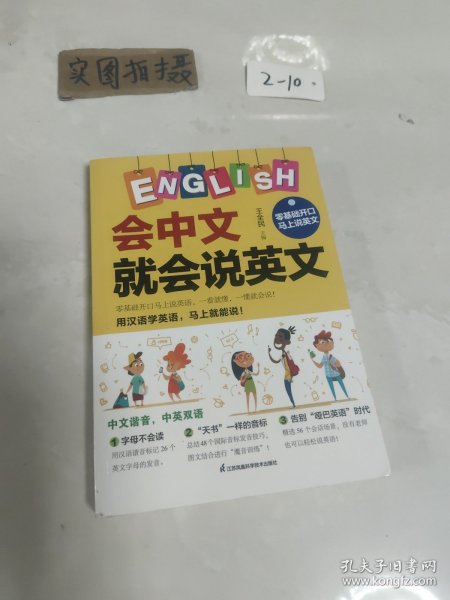 实图拍摄
2-10.
ENGLISH
零基础开口
马上说英文
会中文
王全民 主编
就会说英文
零基础开口马上说英语，一看就懂，一懂就会说！
用汉语学英语，马上就能说！
中文谐音，中英双语
1 字母不会读
用汉语谐音标记26个
英文字母的发音。
2 “天书”一样的音标
总结48个国际音标发音技巧，
图文结合进行“魔音训练”！
3 告别“哑巴英语”时代
精选56个会话场景，没有老师
也可以轻松说英语！
江苏凤凰科学技术出版社
孔夫子旧书网
www.kongfz.com